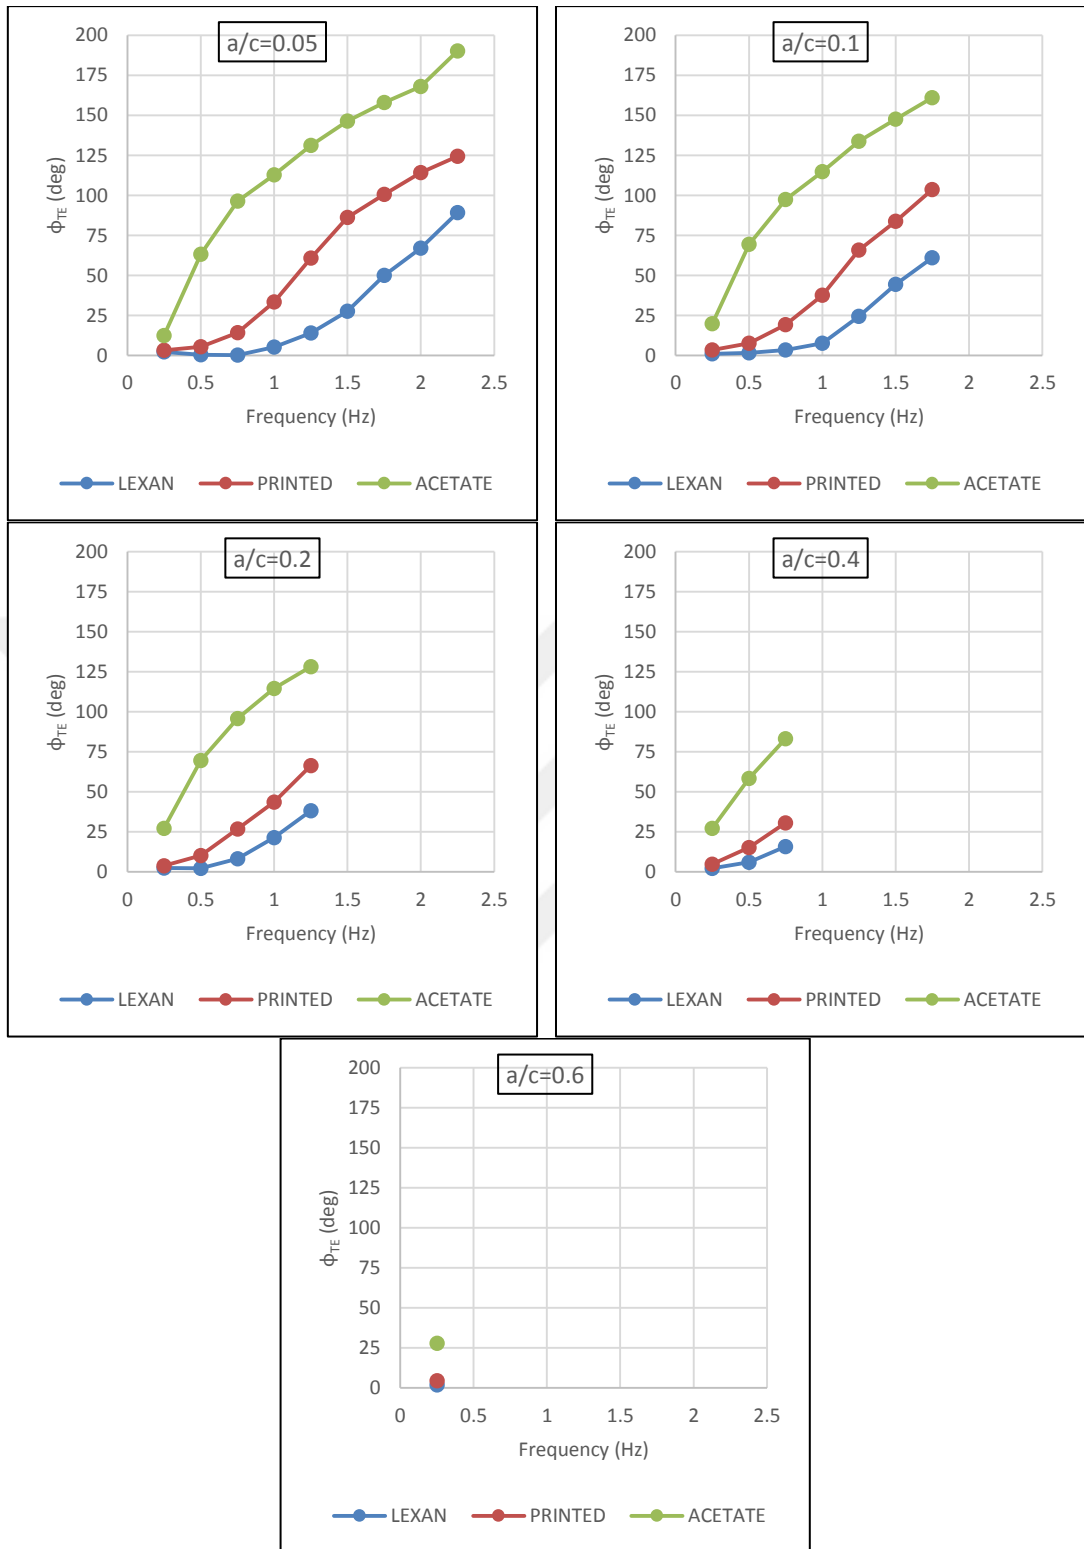 a/c=0.05
200
175
150
125
100
75
50
25
0
ϕTE (deg)
0 0.5 1 1.5 2 2.5
Frequency (Hz)
LEXAN PRINTED ACETATE
a/c=0.1
200
175
150
125
100
75
50
25
0
ϕTE (deg)
0 0.5 1 1.5 2 2.5
Frequency (Hz)
LEXAN PRINTED ACETATE
a/c=0.2
200
175
150
125
100
75
50
25
0
ϕTE (deg)
0 0.5 1 1.5 2 2.5
Frequency (Hz)
LEXAN PRINTED ACETATE
a/c=0.4
200
175
150
125
100
75
50
25
0
ϕTE (deg)
0 0.5 1 1.5 2 2.5
Frequency (Hz)
LEXAN PRINTED ACETATE
a/c=0.6
200
175
150
125
100
75
50
25
0
ϕTE (deg)
0 0.5 1 1.5 2 2.5
Frequency (Hz)
LEXAN PRINTED ACETATE